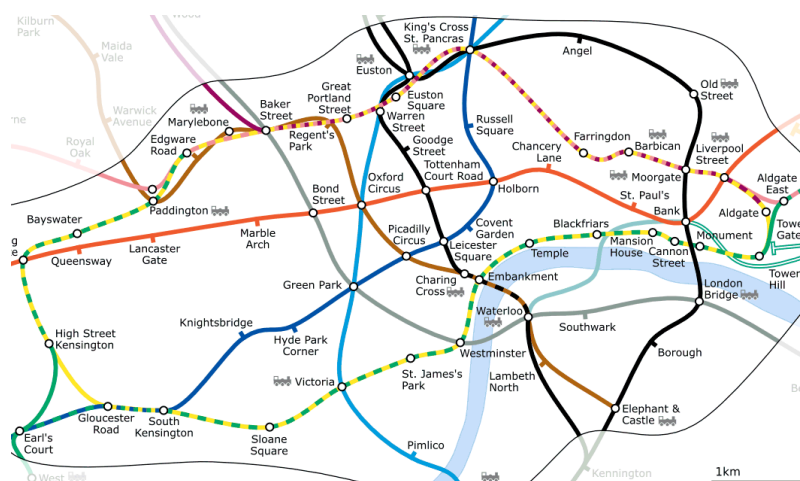 Kilburn
Park
Maida
Vale
Warwick
Avenue
Royal
Oak
King's Cross
St. Pancras
Euston
Angel
Old
Street
Great
Portland
Street
Euston
Square
Baker
Street
Marylebone
Edgware
Road
Regent's
Park
Warren
Street
Goodge
Street
Russell
Square
Chancery
Lane
Farringdon
Barbican
Liverpool
Street
Moorgate
Aldgate
East
Aldgate
Tower
Gate
Tower
Hill
Tottenham
Court Road
Holborn
St. Paul's
Bank
Oxford
Circus
Bond
Street
Paddington
Bayswater
Queensway
Lancaster
Gate
Marble
Arch
Picadilly
Circus
Covent
Garden
Leicester
Square
Blackfriars
Mansion
House
Cannon
Street
Monument
Temple
Charing
Cross
Embankment
Green Park
London
Bridge
Waterloo
Southwark
High Street
Kensington
Knightsbridge
Hyde Park
Corner
Westminster
St. James's
Park
Victoria
Lambeth
North
Borough
Elephant &
Castle
Gloucester
Road
South
Kensington
Earl's
Court
Sloane
Square
Pimlico
West
Kennington
1km